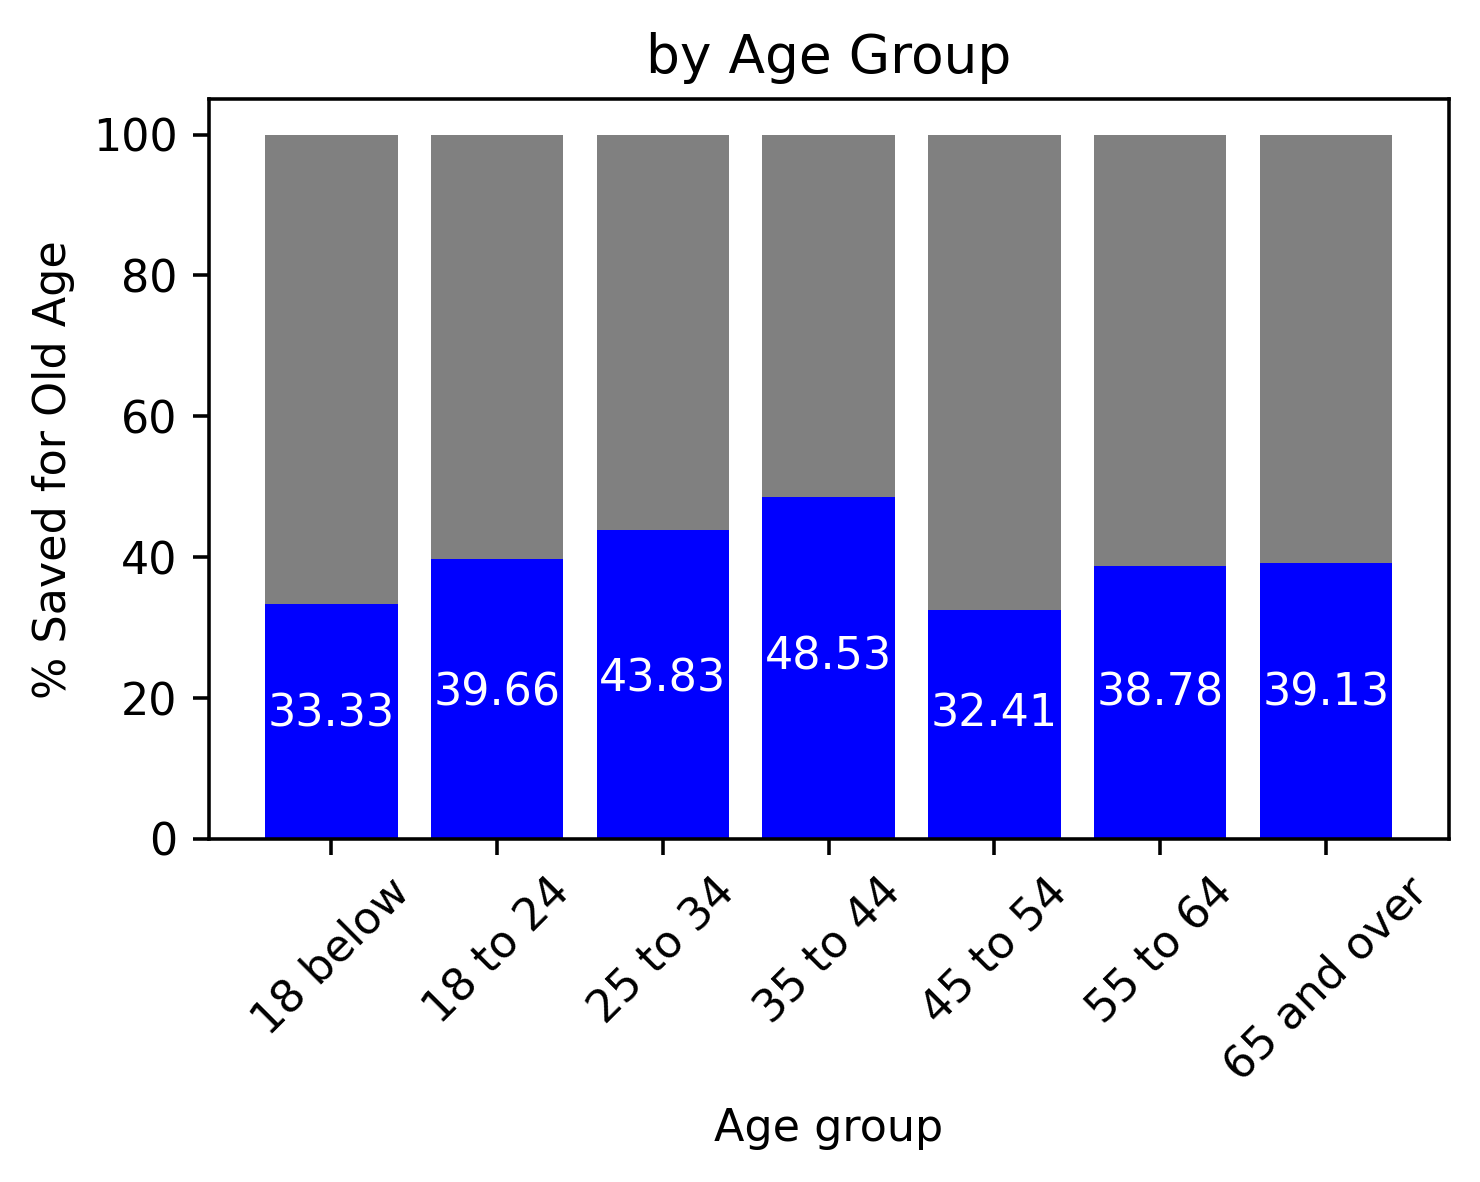 by Age Group
% Saved for Old Age
100
80
60
40
20
0
33.33
39.66
43.83
48.53
32.41
38.78
39.13
18 below
18 to 24
25 to 34
35 to 44
45 to 54
55 to 64
65 and over
Age group